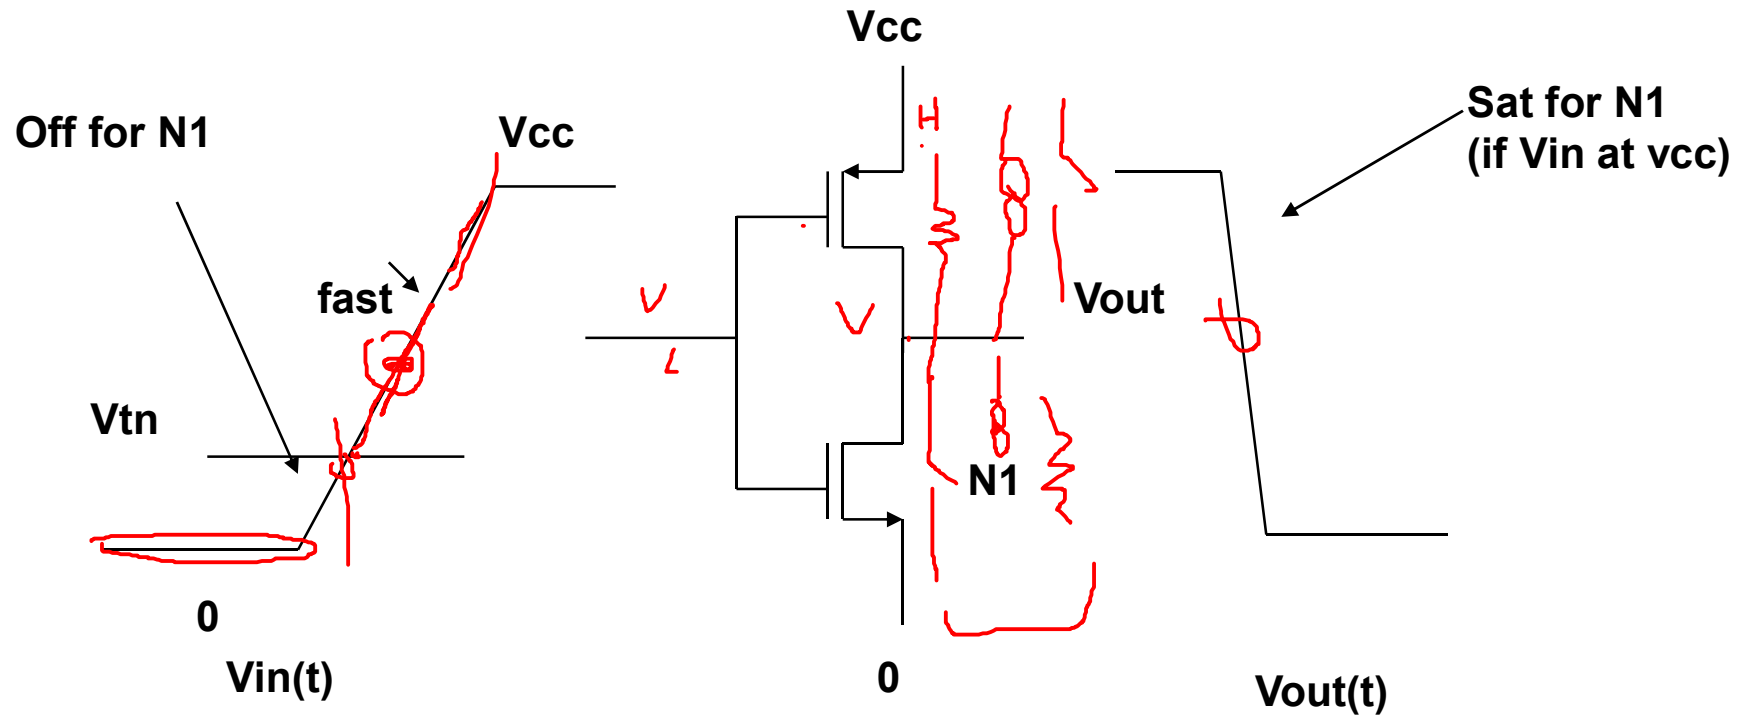 Vcc
Off for N1
Vcc
Sat for N1
(if Vin at vcc)
H
fast
V
V
Vout
L
Vtn
N1
0
Vin(t)
0
Vout(t)